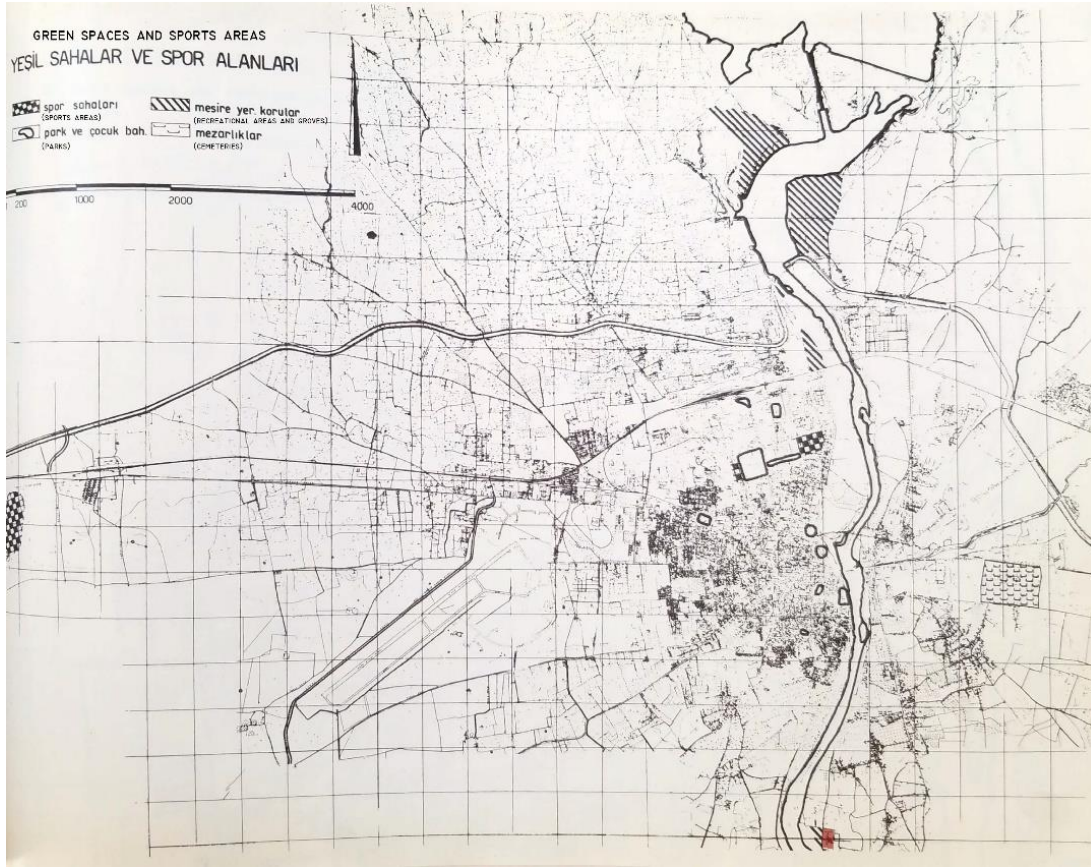 GREEN SPACES AND SPORTS AREAS
YEŞİL SAHALAR VE SPOR ALANLARI
spor sahaları
(SPORTS AREAS)
park ve çocuk bah.
(PARKS)
mesire yer. korular
(RECREATIONAL AREAS AND GROVES)
mezarlıklar
(CEMETERIES)
200 1000 2000 4000